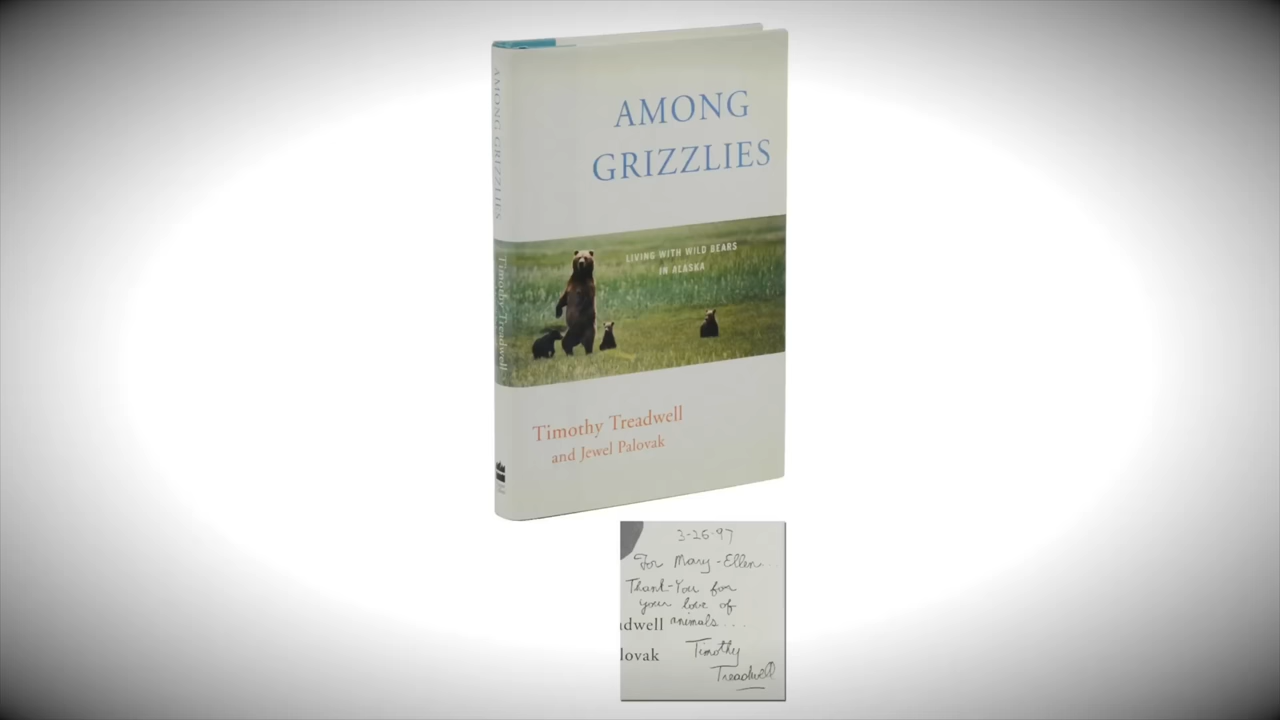 AMONG GRIZZLIES
Timothy Treadwell
AMONG
GRIZZLIES
LIVING WITH WILD BEARS
IN ALASKA
Timothy Treadwell
and Jewel Palovak
3-26-97
For Mary-Ellen...
Thank-You for
your love of
animals...
adwell
lovak
Timothy
Treadwell